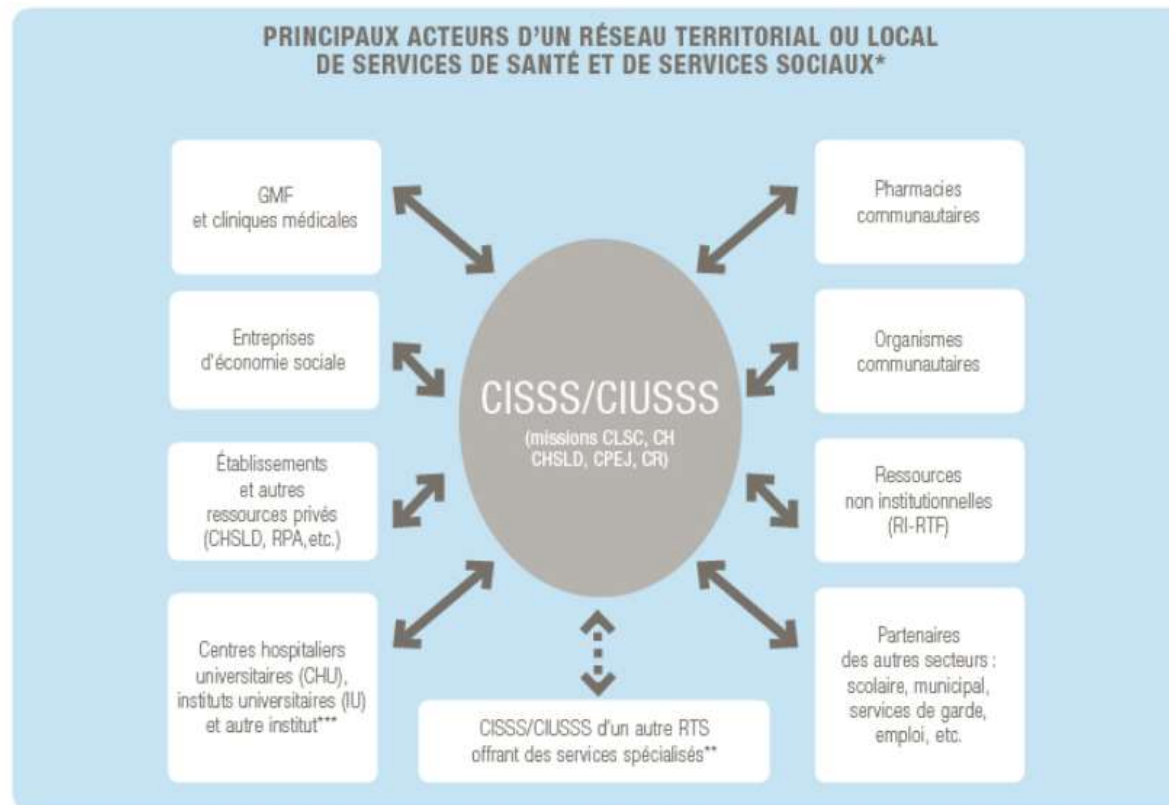 PRINCIPAUX ACTEURS D'UN RÉSEAU TERRITORIAL OU LOCAL
DE SERVICES DE SANTÉ ET DE SERVICES SOCIAUX*
GMF
et cliniques médicales
Entreprises
d'économie sociale
Établissements
et autres
ressources privés
(CHSLD, RPA, etc.)
Centres hospitaliers
universitaires (CHU),
instituts universitaires (IU)
et autre institut***
CISSS/CIUSSS
(missions CLSC, CH
CHSLD, CPEJ, CR)
CISSS/CIUSSS d'un autre RTS
offrant des services spécialisés**
Pharmacies
communautaires
Organismes
communautaires
Ressources
non institutionnelles
(RI-RTF)
Partenaires
des autres secteurs :
scolaire, municipal,
services de garde,
emploi, etc.